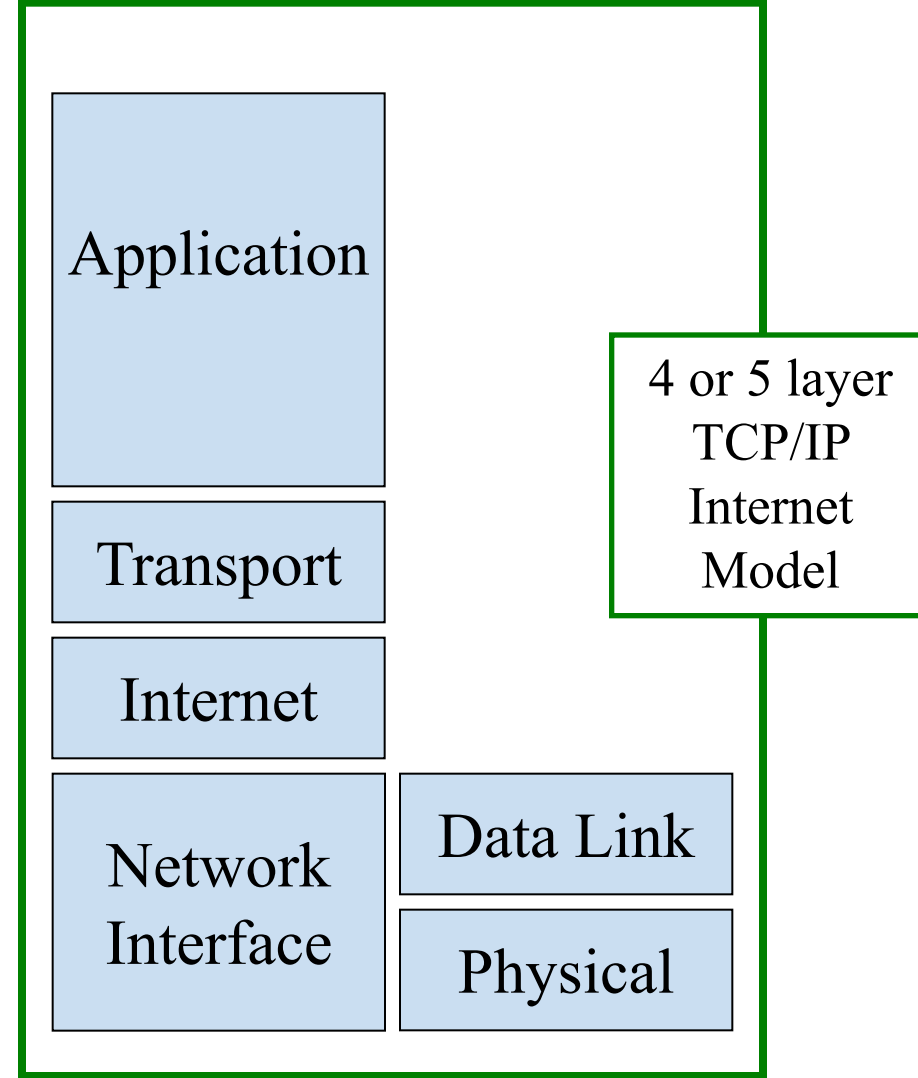 Application
4 or 5 layer
TCP/IP
Internet
Model
Transport
Internet
Network
Interface
Data Link
Physical